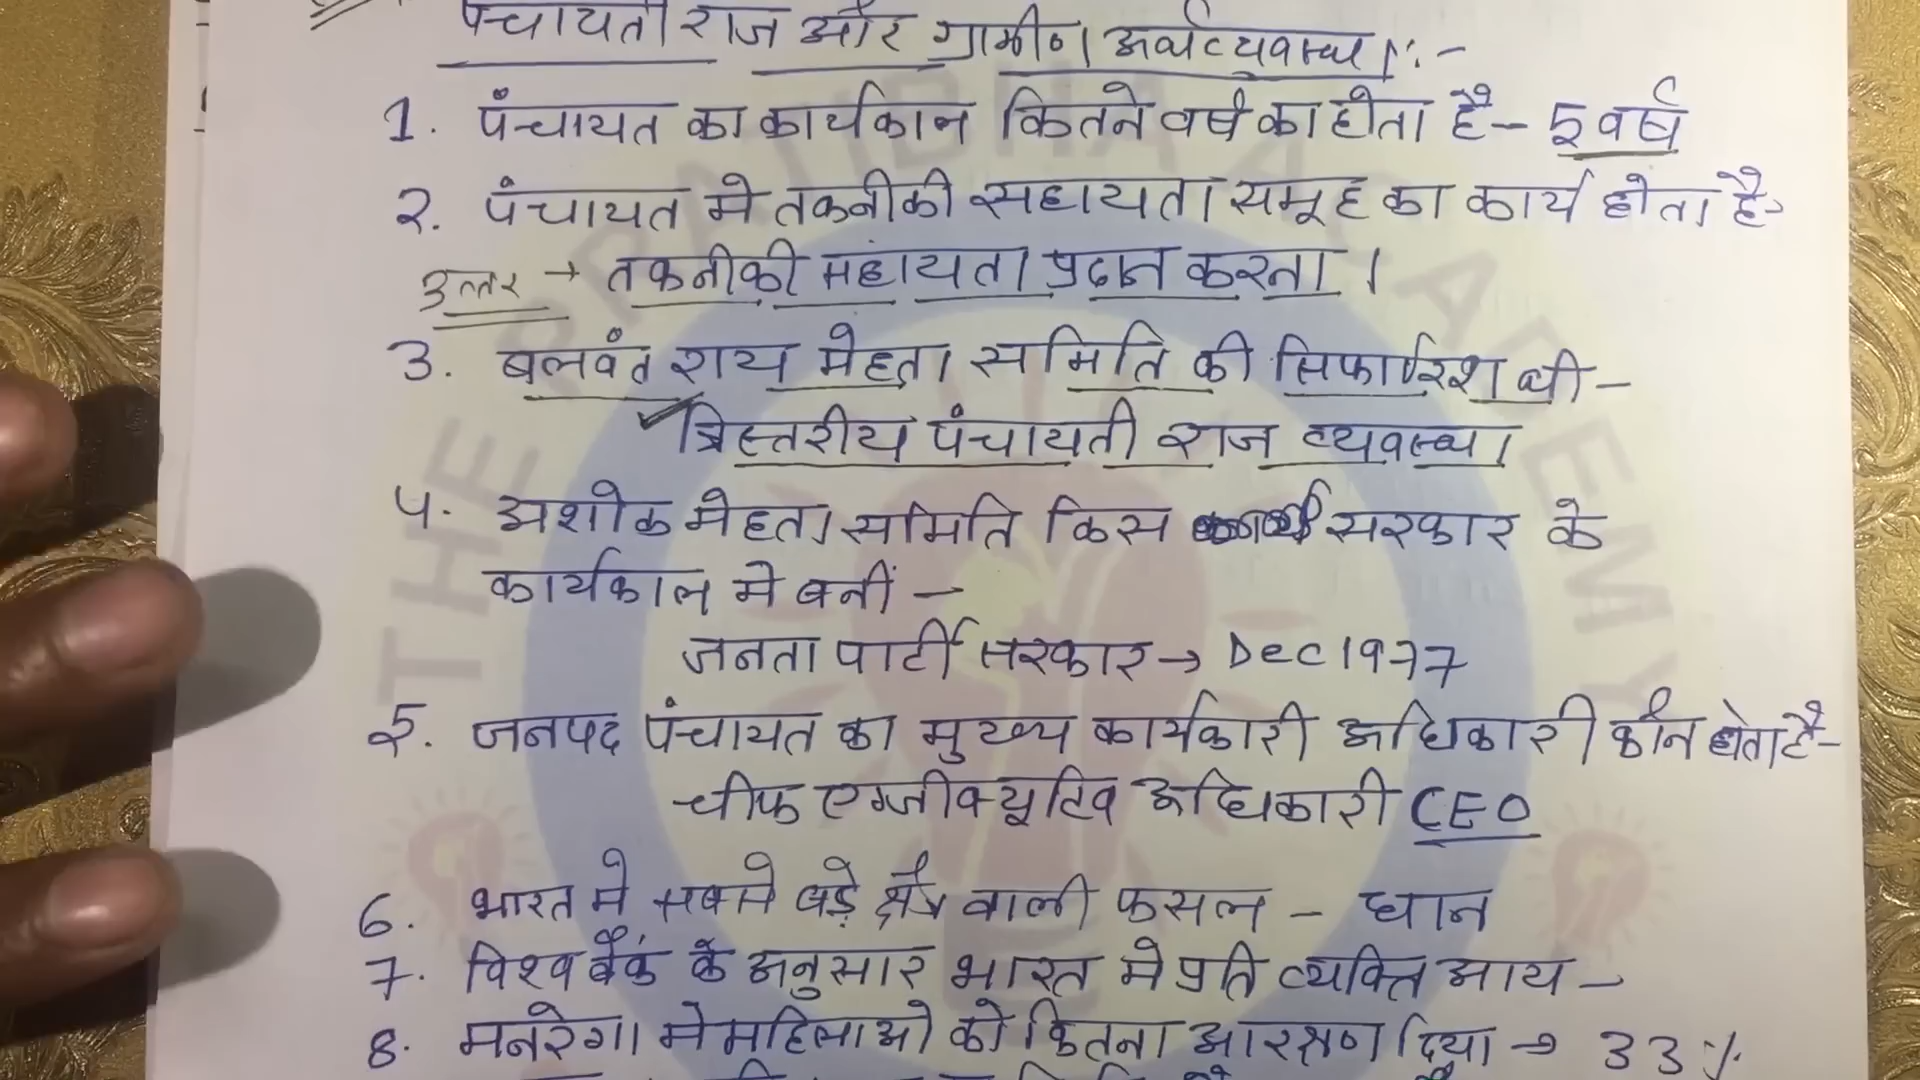 पंचायती राज और ग्रामीण अर्थव्यवस्था :-
1. पंचायत का कार्यकाल कितने वर्ष का होता है - 5 वर्ष
2. पंचायत मे तकनीकी सहायता समूह का कार्य होता है -
उत्तर → तकनीकी सहायता प्रदान करना ।
3. बलवंत राय मेहता समिति की सिफारिश थी -
त्रिस्तरीय पंचायती राज व्यवस्था
4. अशोक मेहता समिति किस सरकार के
कार्यकाल मे बनीं -
जनता पार्टी सरकार → Dec 1977
5. जनपद पंचायत का मुख्य कार्यकारी अधिकारी कौन होता है -
चीफ एग्जीक्यूटिव अधिकारी CEO
6. भारत मे सबसे बड़े क्षेत्र वाली फसल - धान
7. विश्व बैंक के अनुसार भारत मे प्रति व्यक्ति आय -
8. मनरेगा मे महिलाओ को कितना आरक्षण दिया → 33%
THE PRATIBHA ACADEMY